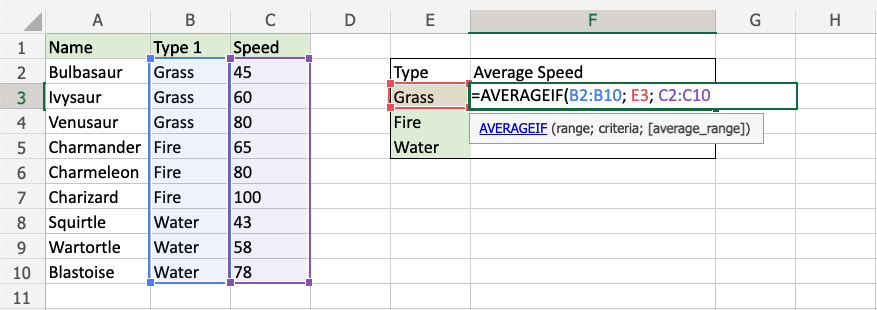 A B C D E F G H
1 Name Type 1 Speed
2 Bulbasaur Grass 45 Type Average Speed
3 Ivysaur Grass 60 Grass =AVERAGEIF(B2:B10; E3; C2:C10
4 Venusaur Grass 80 Fire AVERAGEIF (range; criteria; [average_range])
5 Charmander Fire 65 Water
6 Charmeleon Fire 80
7 Charizard Fire 100
8 Squirtle Water 43
9 Wartortle Water 58
10 Blastoise Water 78
11